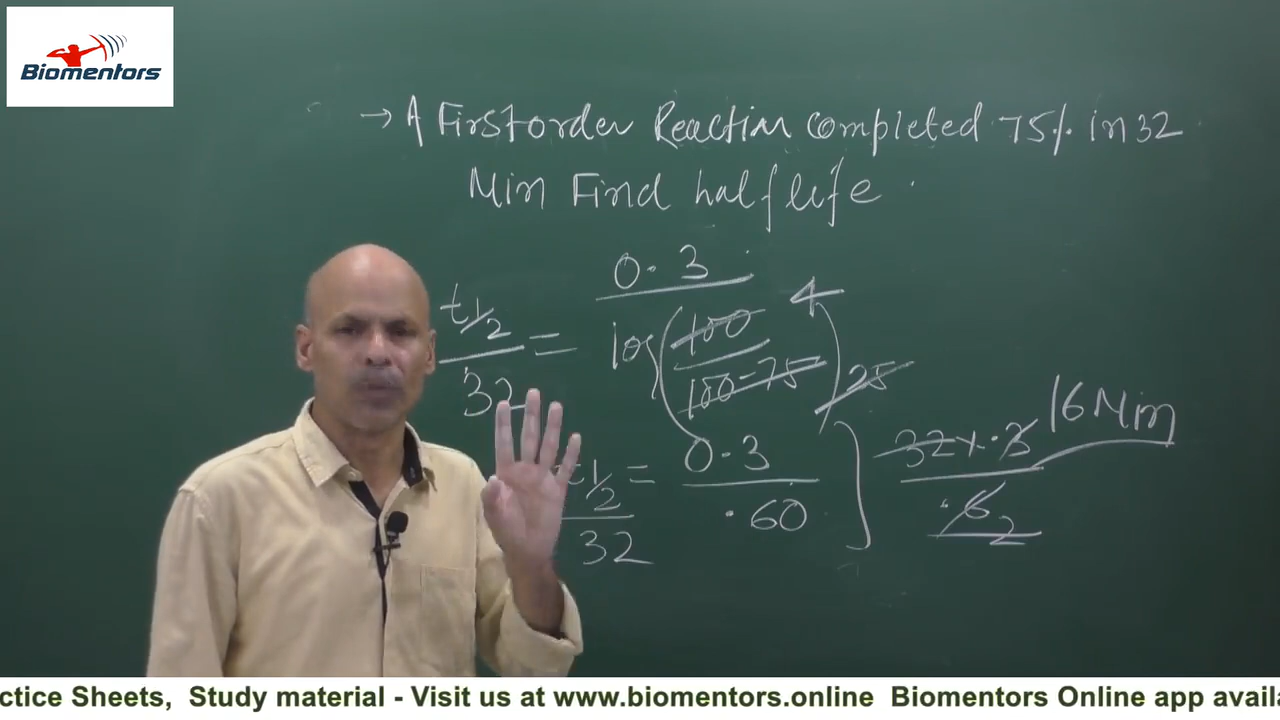 Biomentors
→ A First order Reaction completed 75% in 32
Min Find half life .
t 1/2 / 32 = 0.3 / log (100 / 100-75) 4 25
t 1/2 / 32 = 0.3 / .60 ] 32 x .3 / .6 2 16 Min
ctice Sheets, Study material - Visit us at www.biomentors.online Biomentors Online app availa